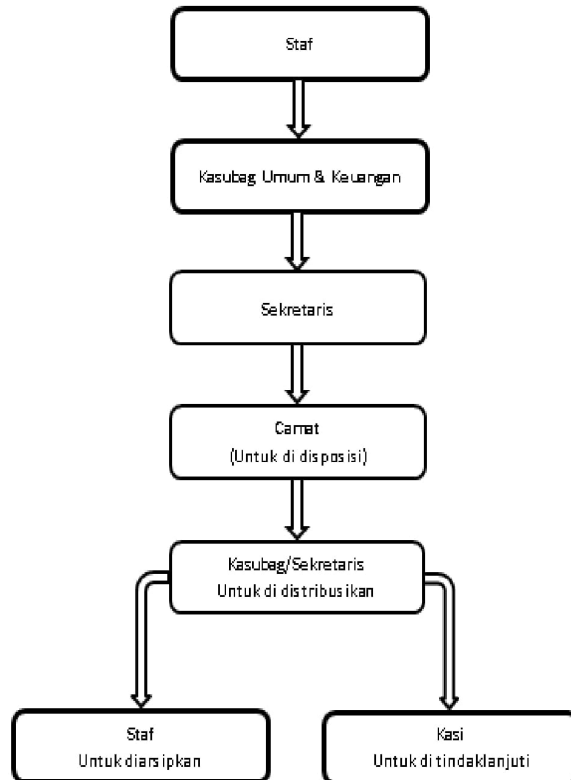 Staf
Kasubag Umum & Keuangan
Sekretaris
Camat
(Untuk di disposisi)
Kasubag/Sekretaris
Untuk di distribusikan
Staf
Untuk diarsipkan
Kasi
Untuk di tindaklanjuti